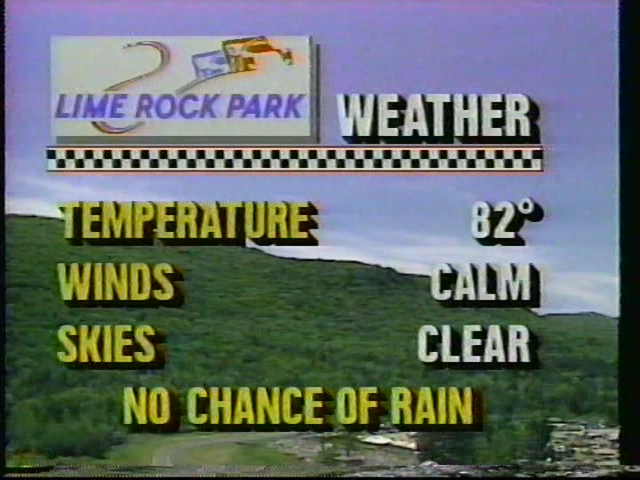 LIME ROCK PARK
WEATHER
TEMPERATURE 82°
WINDS CALM
SKIES CLEAR
NO CHANCE OF RAIN